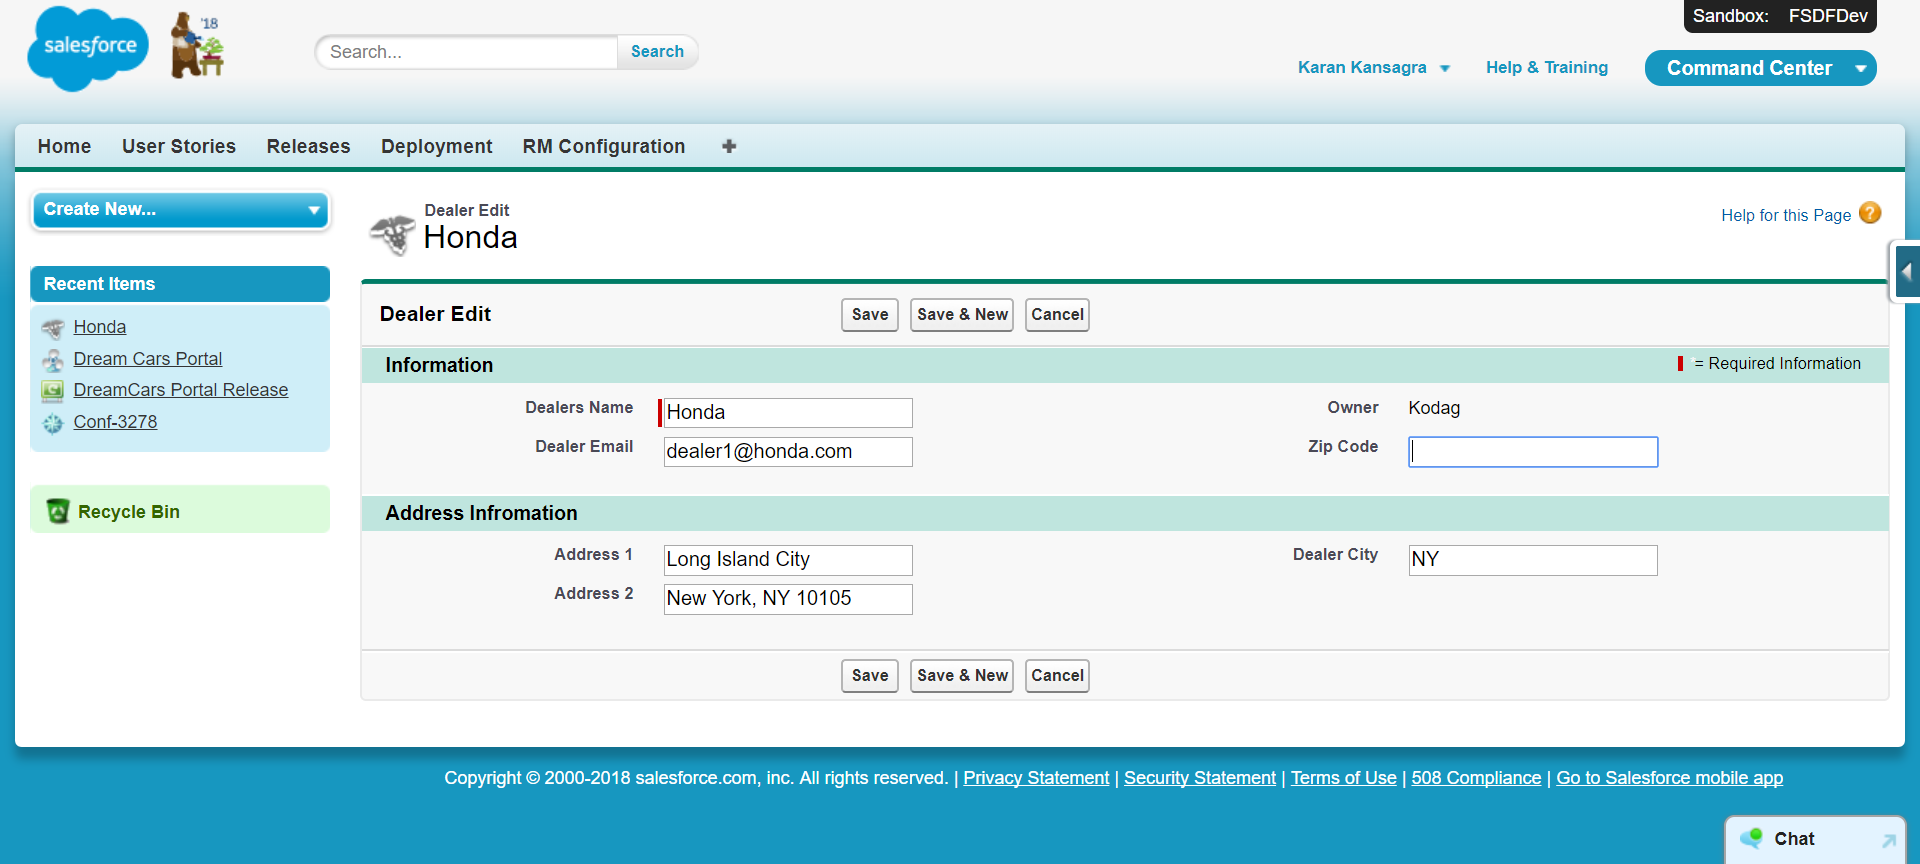 Sandbox: FSDFDev
salesforce
'18
Search...
Search
Karan Kansagra
Help & Training
Command Center
Home User Stories Releases Deployment RM Configuration
Create New...
Recent Items
Honda
Dream Cars Portal
DreamCars Portal Release
Conf-3278
Recycle Bin
Dealer Edit
Honda
Help for this Page ?
Dealer Edit
Save Save & New Cancel
Information
= Required Information
Dealers Name Honda
Owner Kodag
Dealer Email dealer1@honda.com
Zip Code
Address Infromation
Address 1 Long Island City
Dealer City NY
Address 2 New York, NY 10105
Save Save & New Cancel
Copyright © 2000-2018 salesforce.com, inc. All rights reserved. | Privacy Statement | Security Statement | Terms of Use | 508 Compliance | Go to Salesforce mobile app
Chat